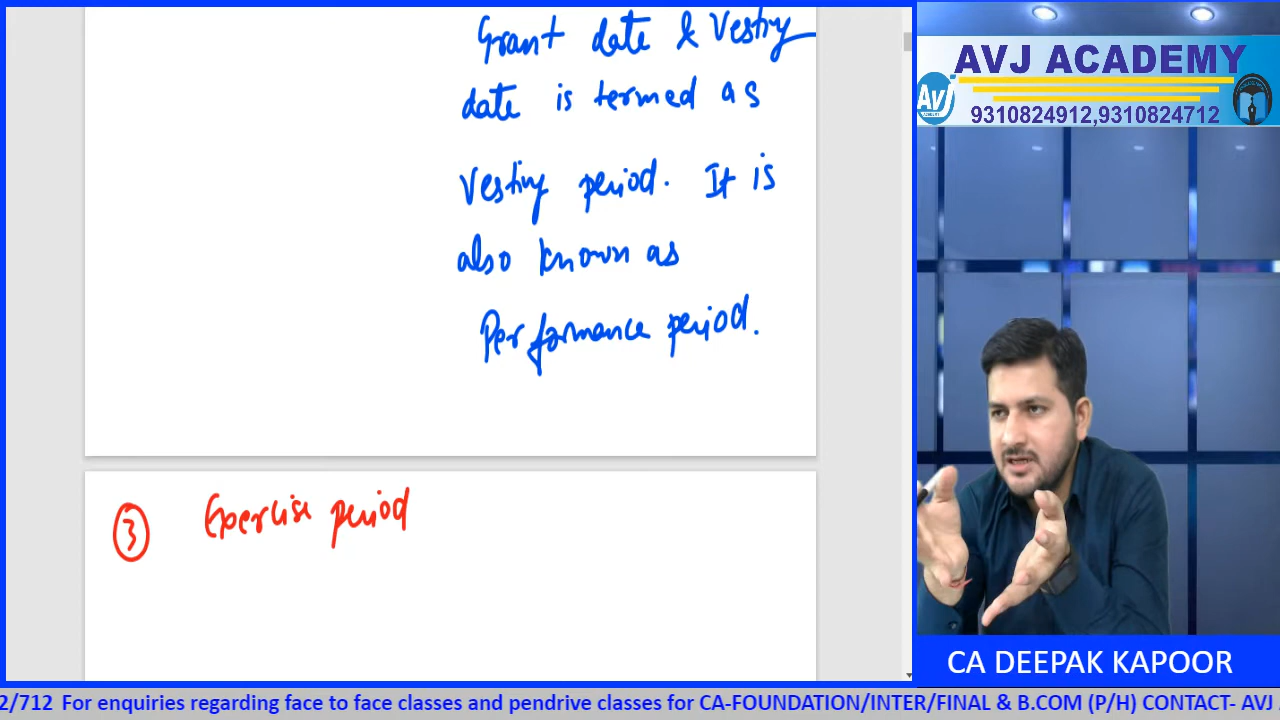 Grant date & Vesting
date is termed as
Vesting period. It is
also known as
Performance period.
③ Exercise period
AVJ ACADEMY
AVJ
ACADEMY
9310824912,9310824712
CA DEEPAK KAPOOR
2/712 For enquiries regarding face to face classes and pendrive classes for CA-FOUNDATION/INTER/FINAL & B.COM (P/H) CONTACT- AVJ